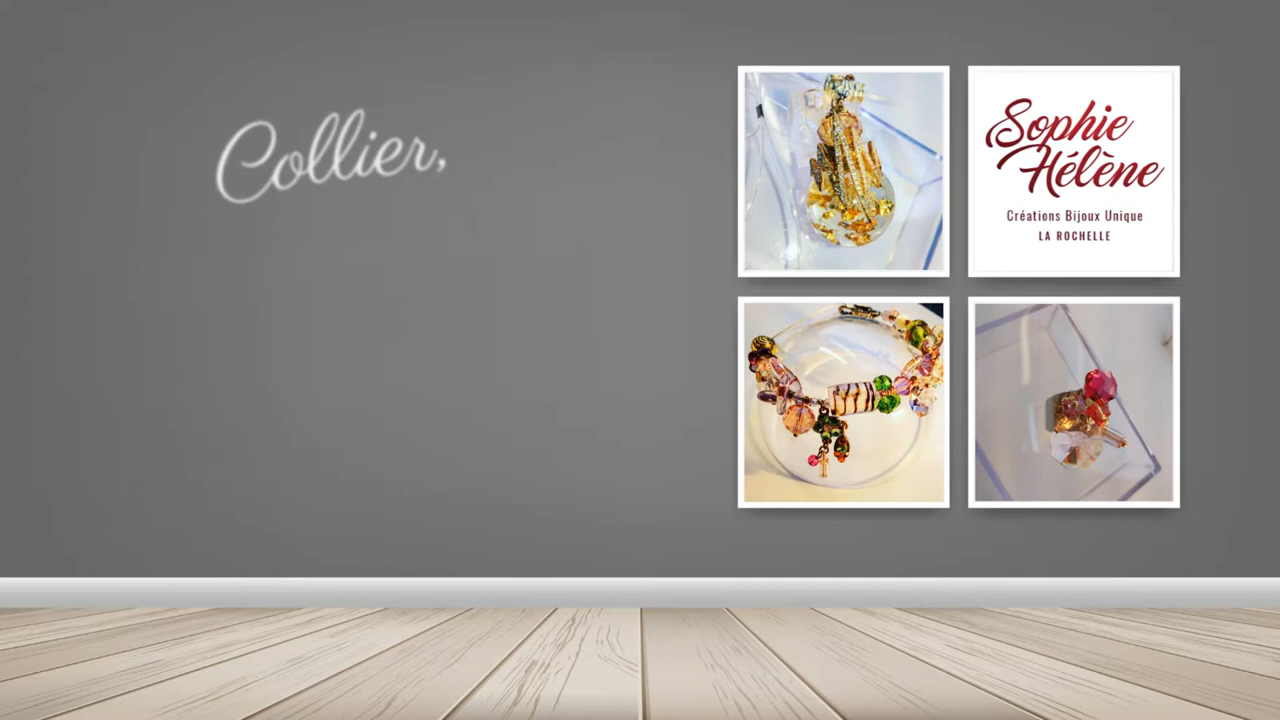 Collier,
Sophie
Hélène
Créations Bijoux Unique
LA ROCHELLE